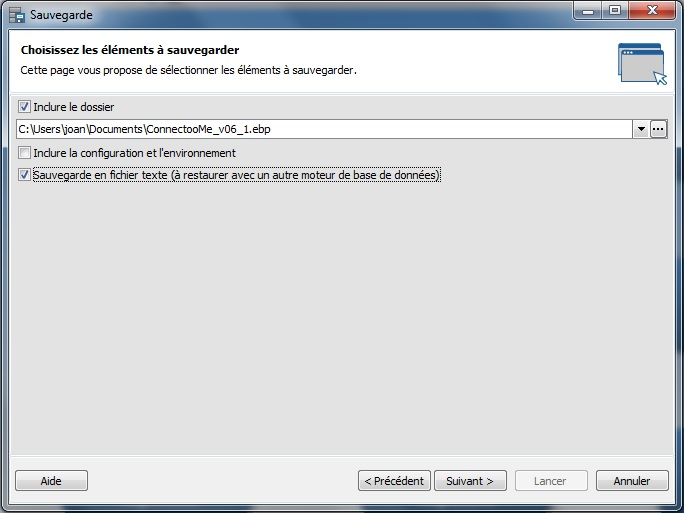 Sauvegarde
Choisissez les éléments à sauvegarder
Cette page vous propose de sélectionner les éléments à sauvegarder.
Inclure le dossier
C:\Users\joan\Documents\ConnectooMe_v06_1.ebp
Inclure la configuration et l'environnement
Sauvegarde en fichier texte (à restaurer avec un autre moteur de base de données)
Aide
< Précédent
Suivant >
Lancer
Annuler